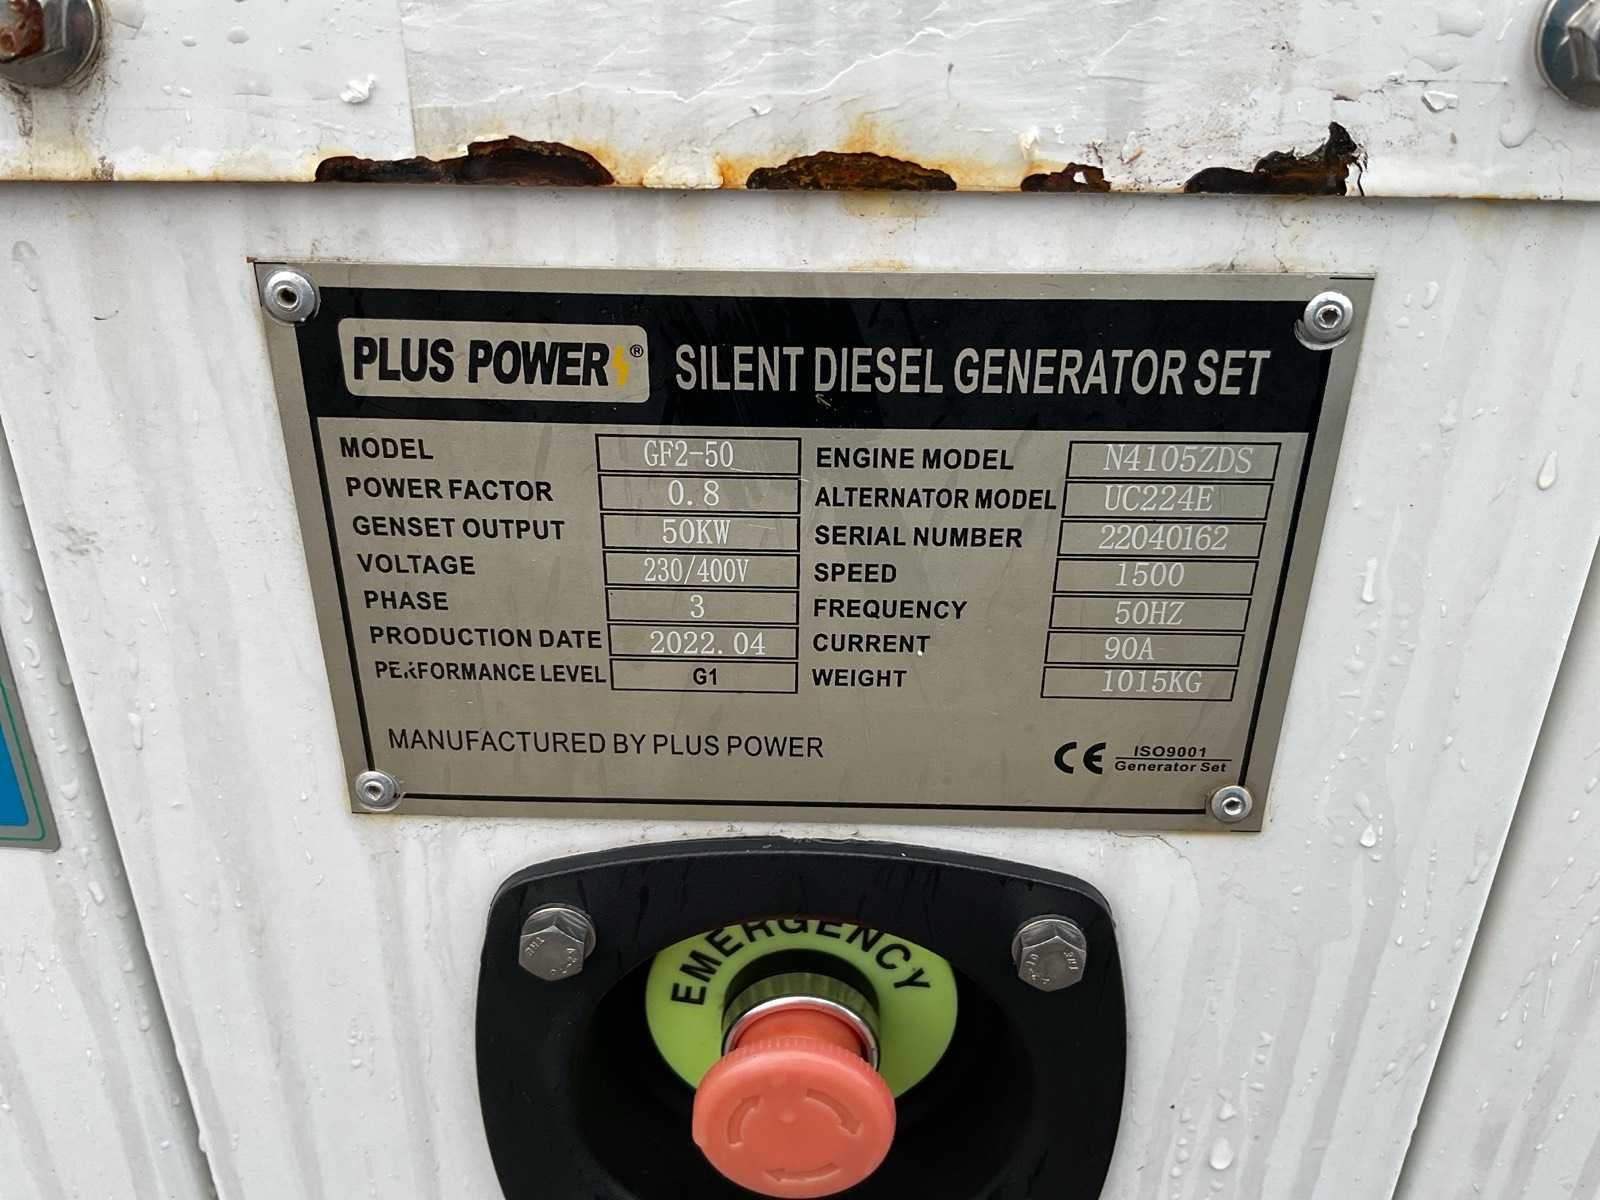 PLUS POWER® SILENT DIESEL GENERATOR SET
MODEL GF2-50 ENGINE MODEL N4105ZDS
POWER FACTOR 0.8 ALTERNATOR MODEL UC224E
GENSET OUTPUT 50KW SERIAL NUMBER 22040162
VOLTAGE 230/400V SPEED 1500
PHASE 3 FREQUENCY 50HZ
PRODUCTION DATE 2022.04 CURRENT 90A
PERFORMANCE LEVEL G1 WEIGHT 1015KG
MANUFACTURED BY PLUS POWER
CE ISO9001
Generator Set
EMERGENCY
THE
THE